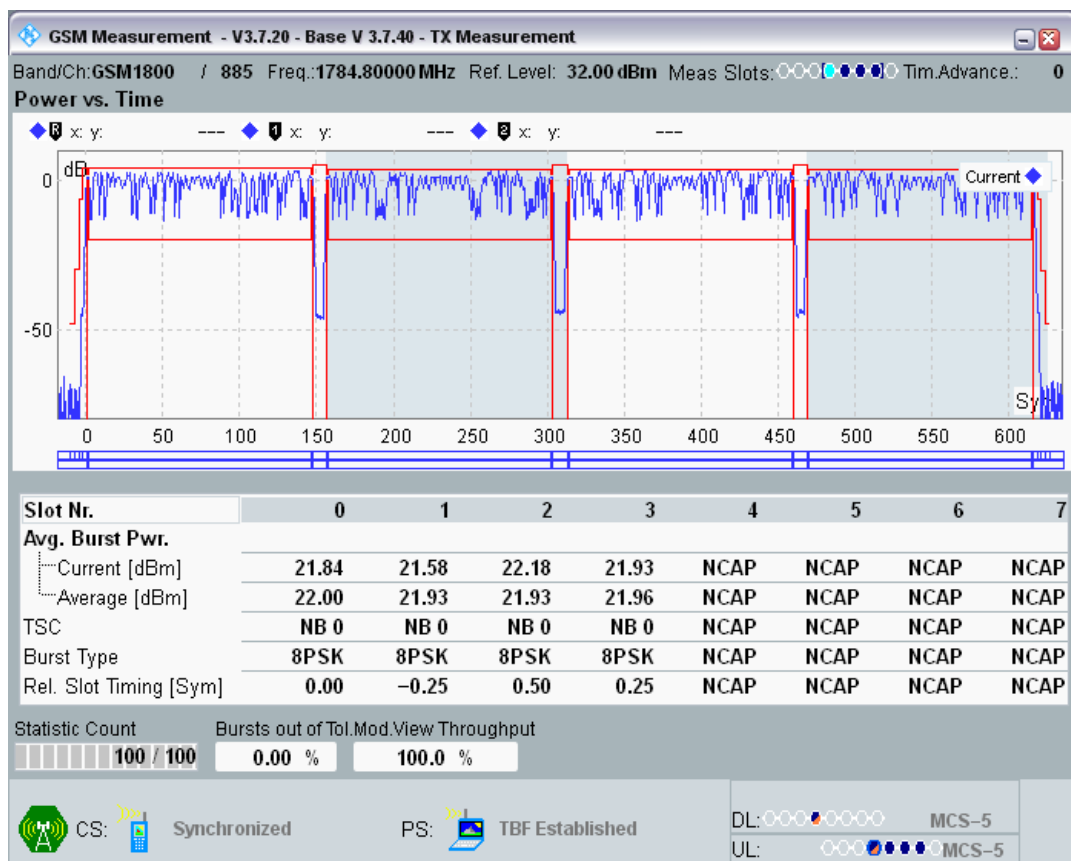 GSM Measurement - V3.7.20 - Base V 3.7.40 - TX Measurement
Band/Ch:GSM1800 / 885 Freq.:1784.80000 MHz Ref. Level: 32.00 dBm Meas Slots: Tim.Advance.: 0
Power vs. Time
R x: y: --- 1 x: y: --- 2 x: y: ---
dB
Current
0
-50
Sy
0 50 100 150 200 250 300 350 400 450 500 550 600
Slot Nr. 0 1 2 3 4 5 6 7
Avg. Burst Pwr.
Current [dBm] 21.84 21.58 22.18 21.93 NCAP NCAP NCAP NCAP
Average [dBm] 22.00 21.93 21.93 21.96 NCAP NCAP NCAP NCAP
TSC NB 0 NB 0 NB 0 NB 0 NCAP NCAP NCAP NCAP
Burst Type 8PSK 8PSK 8PSK 8PSK NCAP NCAP NCAP NCAP
Rel. Slot Timing [Sym] 0.00 −0.25 0.50 0.25 NCAP NCAP NCAP NCAP
Statistic Count Bursts out of Tol.Mod.View Throughput
100 / 100 0.00 % 100.0 %
CS: Synchronized PS: TBF Established
DL: MCS−5
UL: MCS−5